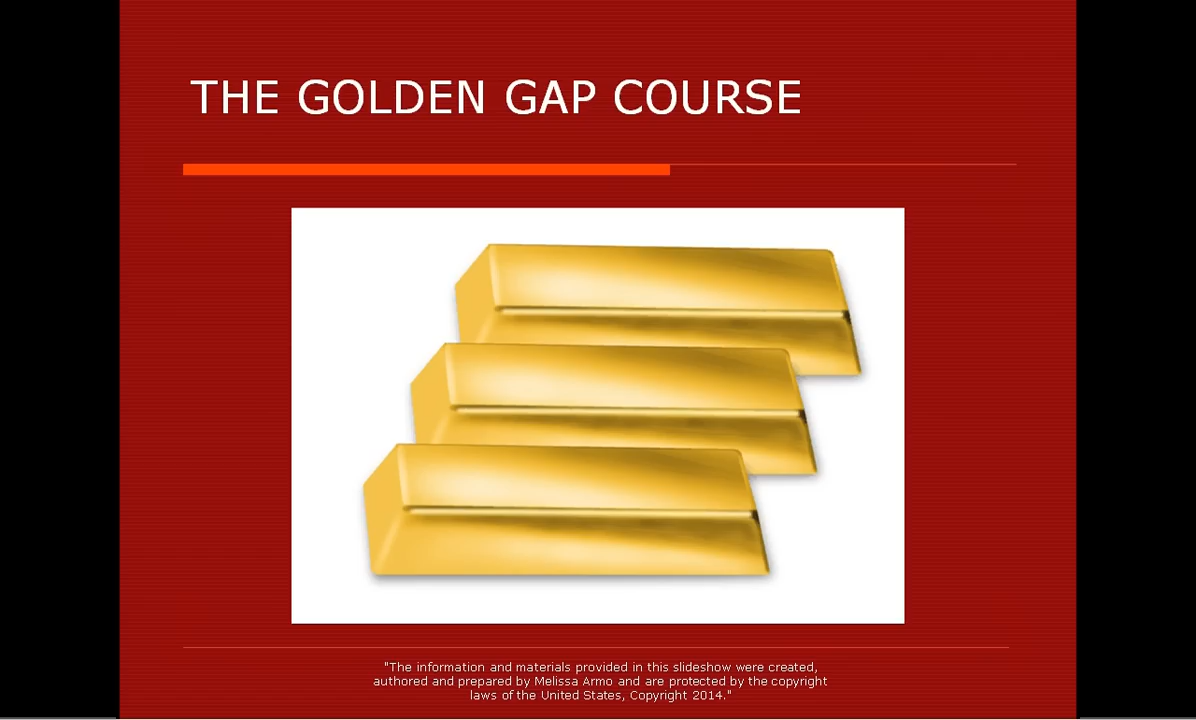 THE GOLDEN GAP COURSE
"The information and materials provided in this slideshow were created,
authored and prepared by Melissa Armo and are protected by the copyright
laws of the United States, Copyright 2014."